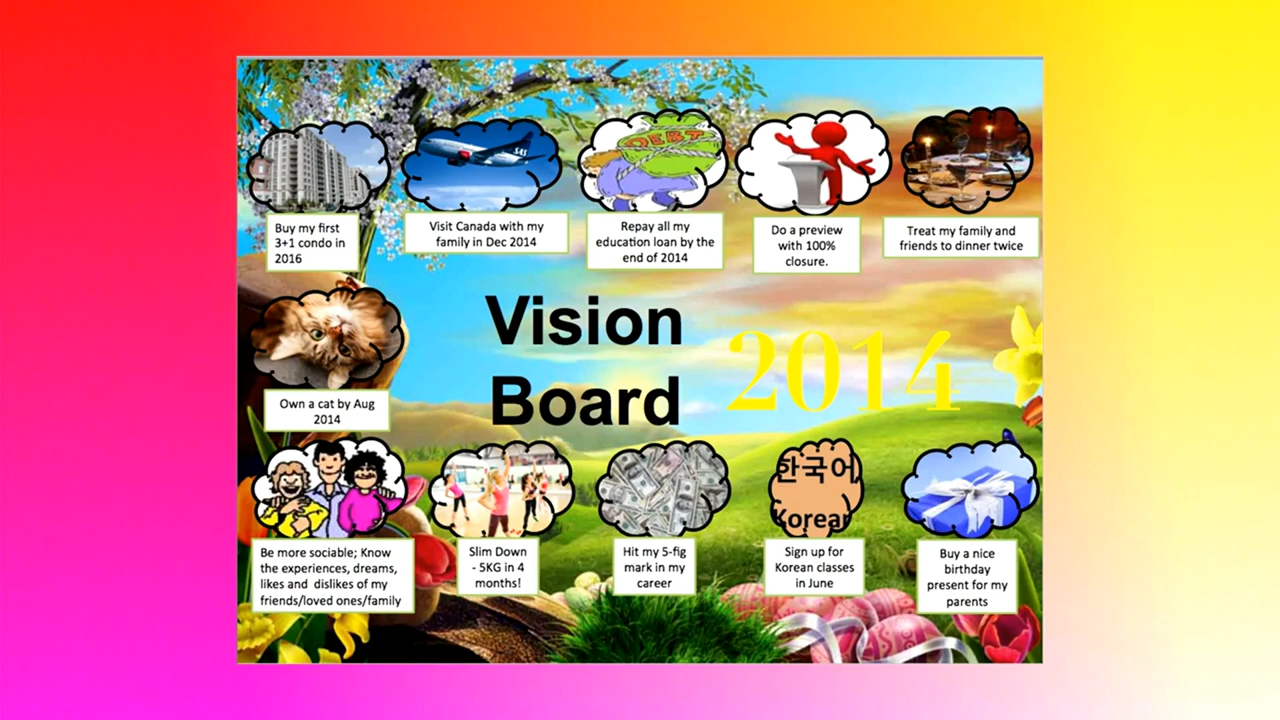 SAS
DEBT
Buy my first
3+1 condo in
2016
Visit Canada with my
family in Dec 2014
Repay all my
education loan by the
end of 2014
Do a preview
with 100%
closure.
Treat my family and
friends to dinner twice
Vision
Board
2014
Own a cat by Aug
2014
한국어
Korean
Be more sociable; Know
the experiences, dreams,
likes and dislikes of my
friends/loved ones/family
Slim Down
- 5KG in 4
months!
Hit my 5-fig
mark in my
career
Sign up for
Korean classes
in June
Buy a nice
birthday
present for my
parents